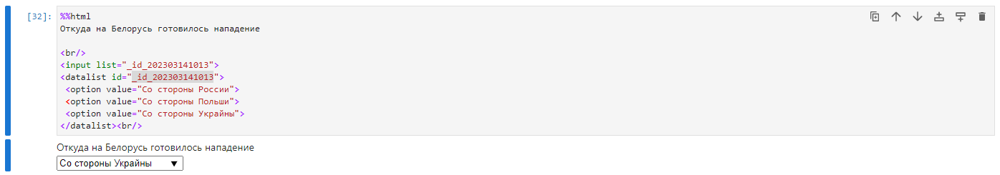 [32]: %%html
Откуда на Белорусь готовилось нападение
<br/>
<input list="_id_202303141013">
<datalist id="_id_202303141013">
<option value="Со стороны России">
<option value="Со стороны Польши">
<option value="Со стороны Украйны">
</datalist><br/>
Откуда на Белорусь готовилось нападение
Со стороны Украйны